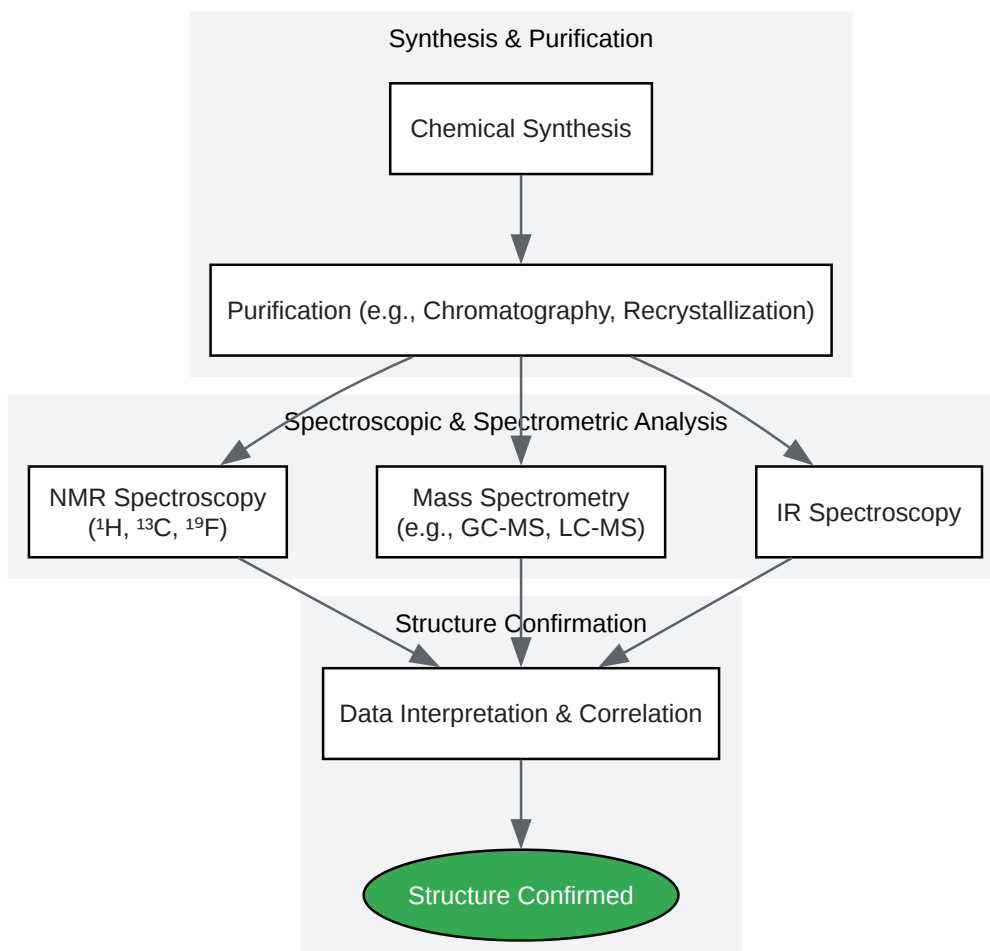 Synthesis & Purification
Chemical Synthesis
Purification (e.g., Chromatography, Recrystallization)
Spectroscopic & Spectrometric Analysis
NMR Spectroscopy
(¹H, ¹³C, ¹⁹F)
Mass Spectrometry
(e.g., GC-MS, LC-MS)
IR Spectroscopy
Structure Confirmation
Data Interpretation & Correlation
Structure Confirmed